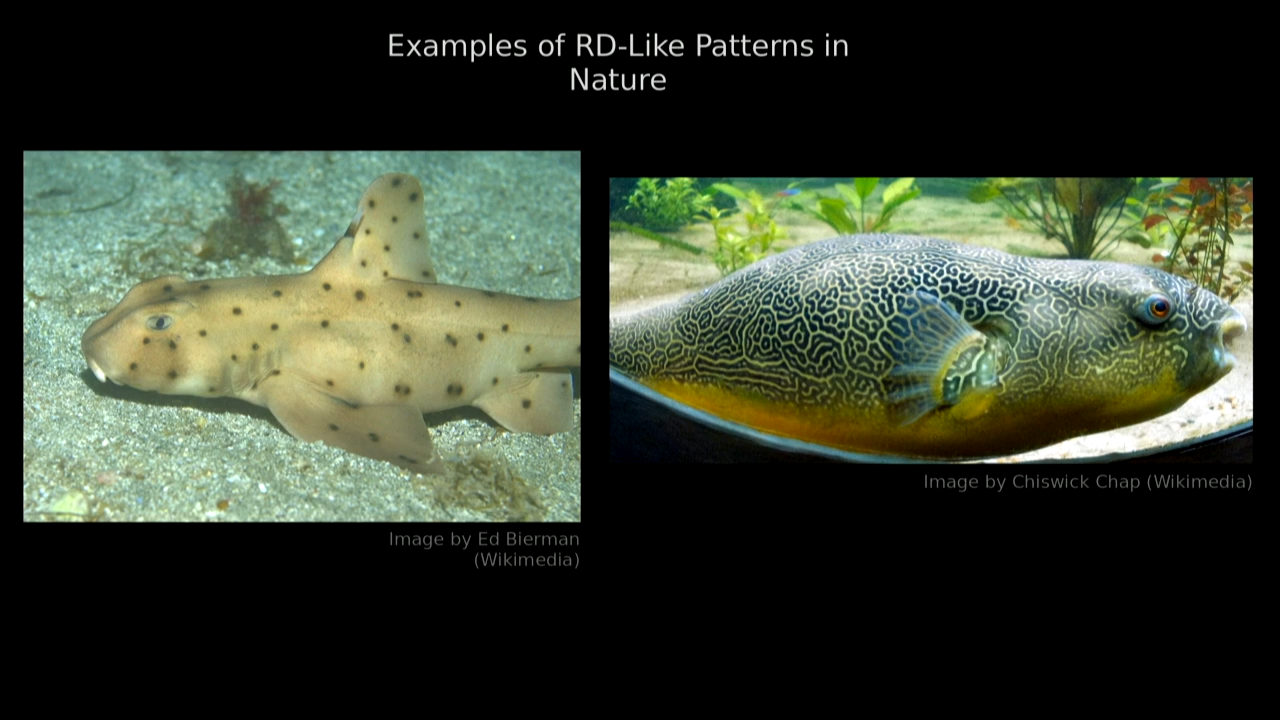 Examples of RD-Like Patterns in
Nature
Image by Ed Bierman
(Wikimedia)
Image by Chiswick Chap (Wikimedia)